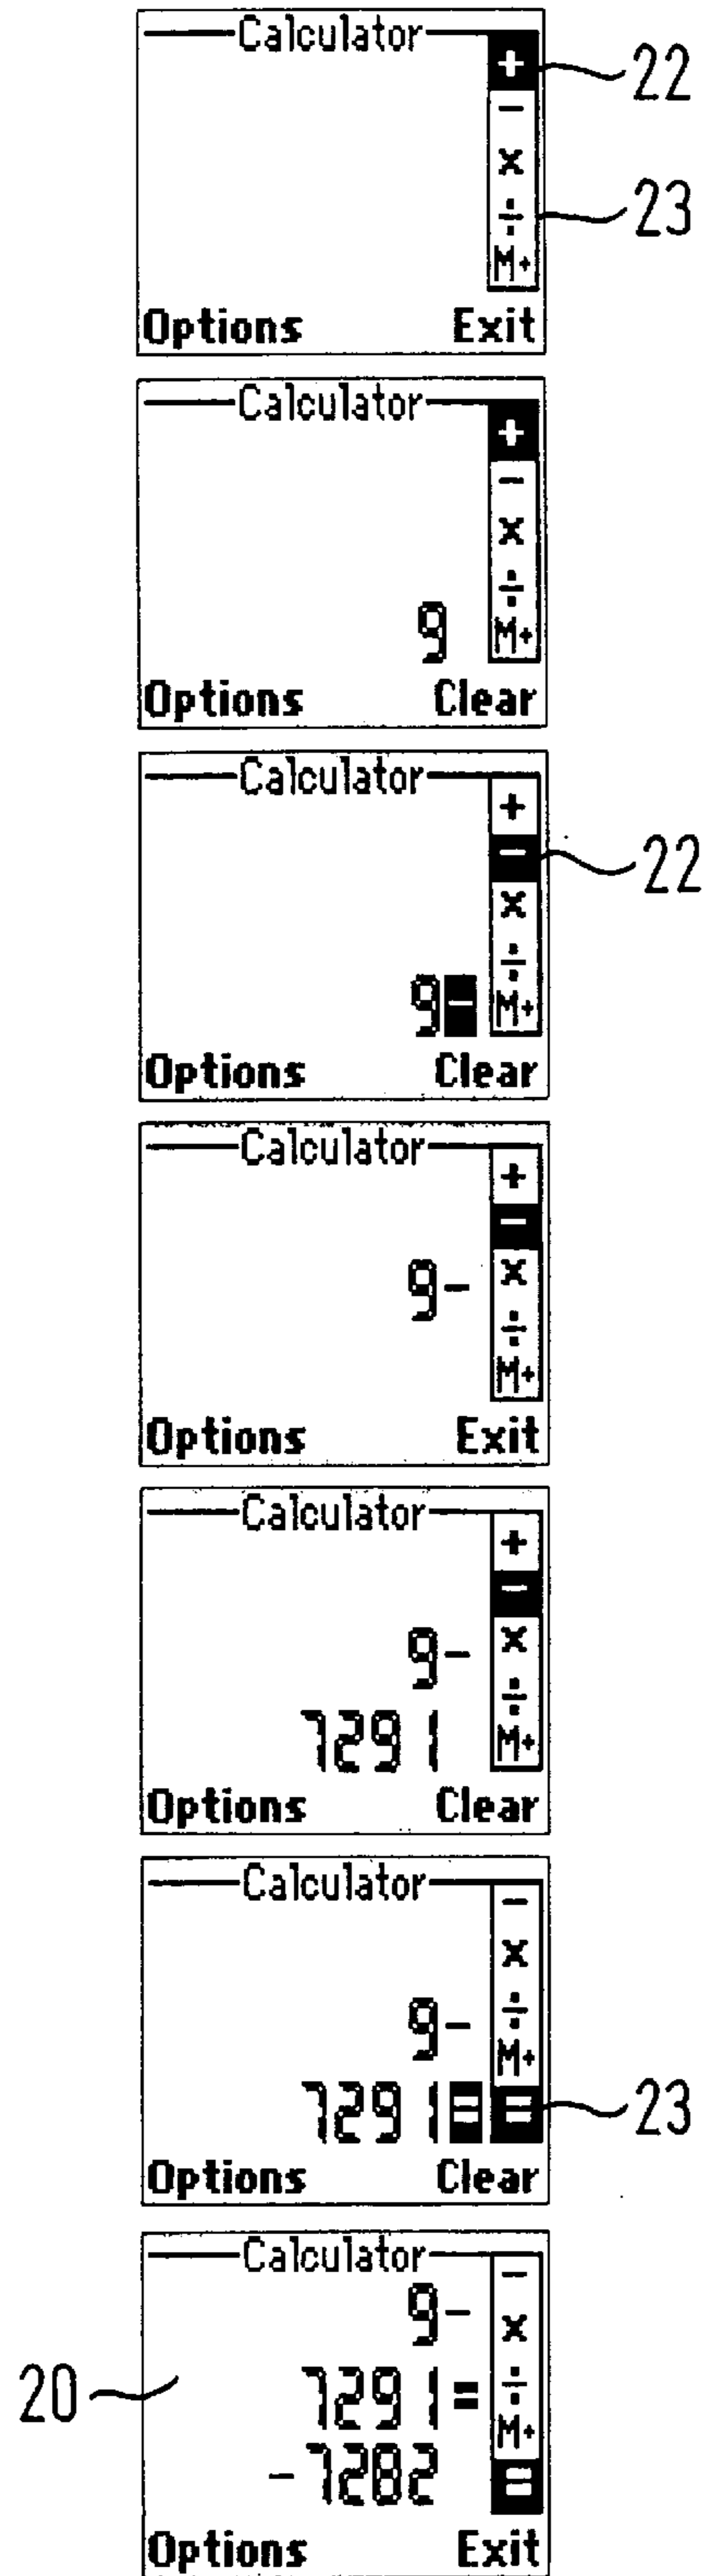 Calculator
+
22
-
x
÷
23
M+
Options Exit
Calculator
+
-
x
÷
9 M+
Options Clear
Calculator
+
- 22
x
÷
9- M+
Options Clear
Calculator
+
-
9- x
÷
M+
Options Exit
Calculator
+
-
9- x
÷
7291 M+
Options Clear
Calculator
-
x
9- ÷
M+
7291= = 23
Options Clear
Calculator
9- -
x
20 7291= ÷
M+
-7282 =
Options Exit